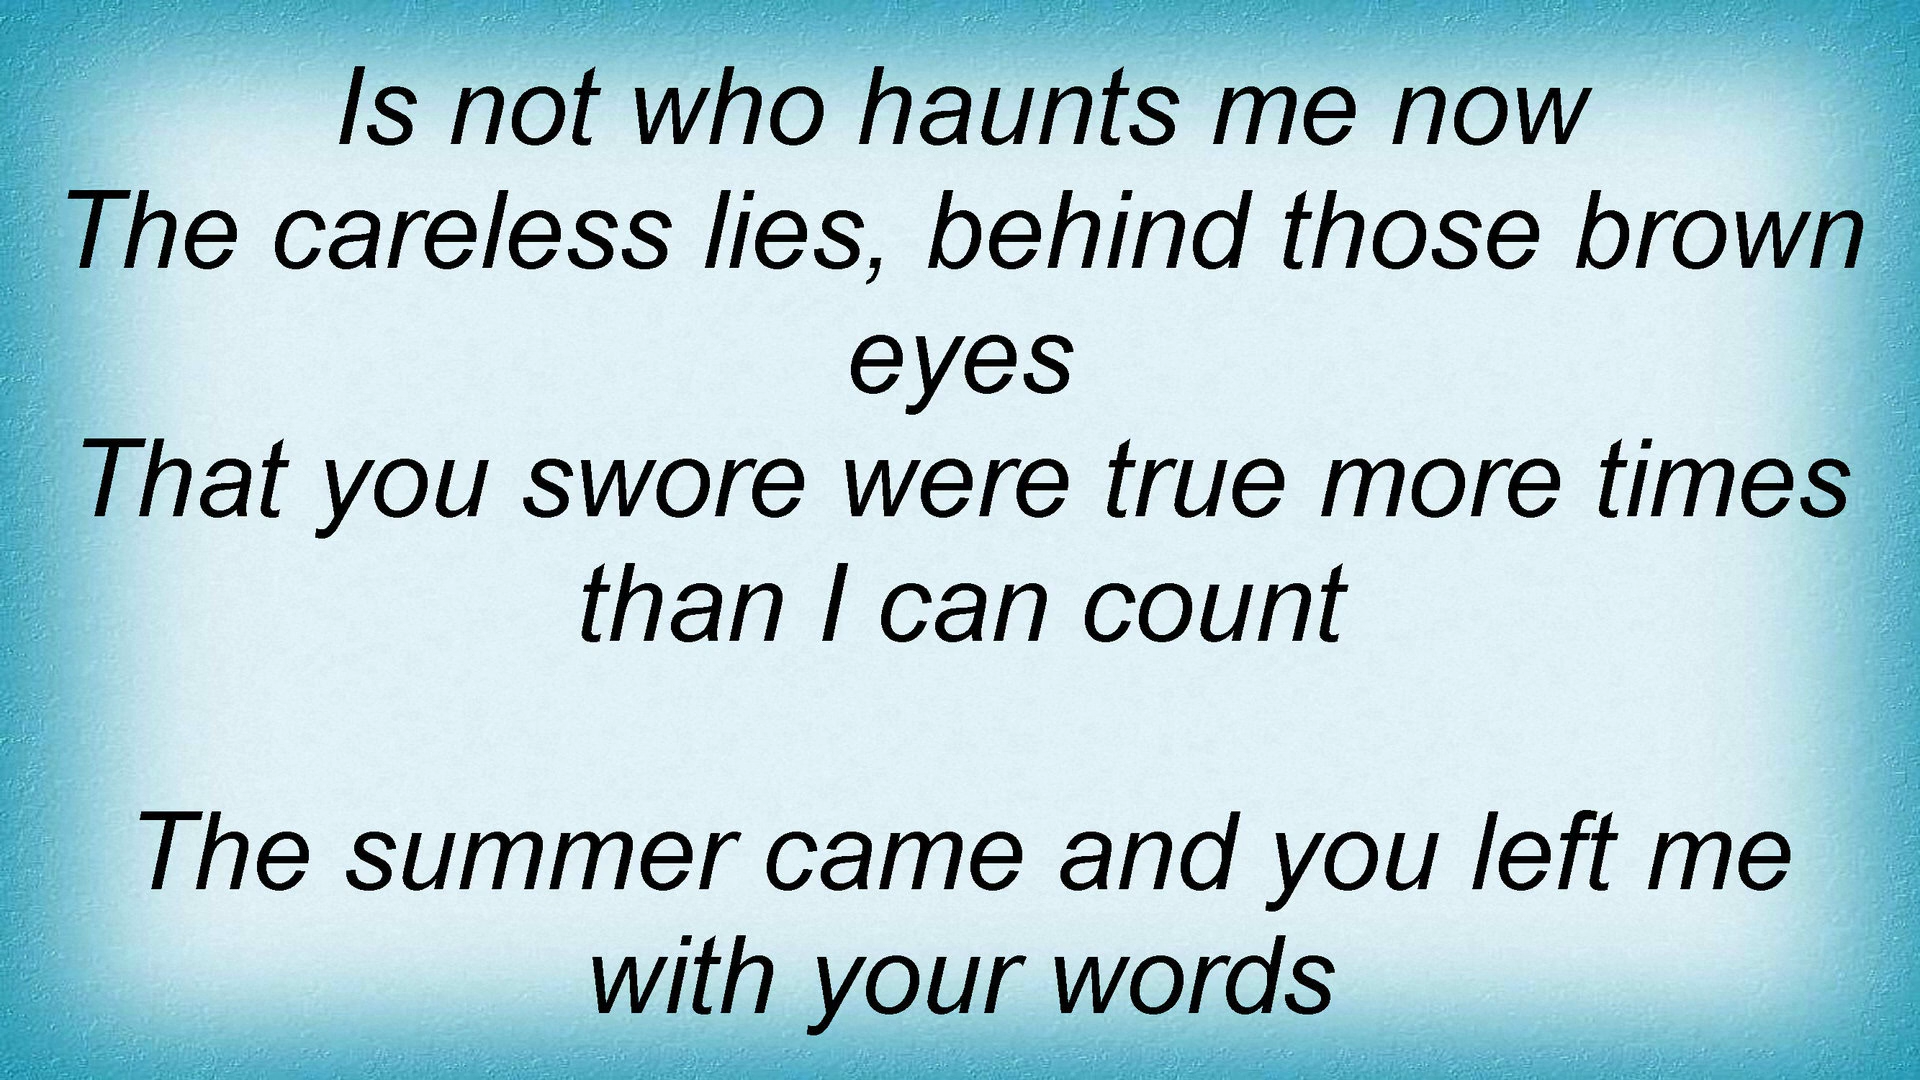 Is not who haunts me now
The careless lies, behind those brown
eyes
That you swore were true more times
than I can count
The summer came and you left me
with your words